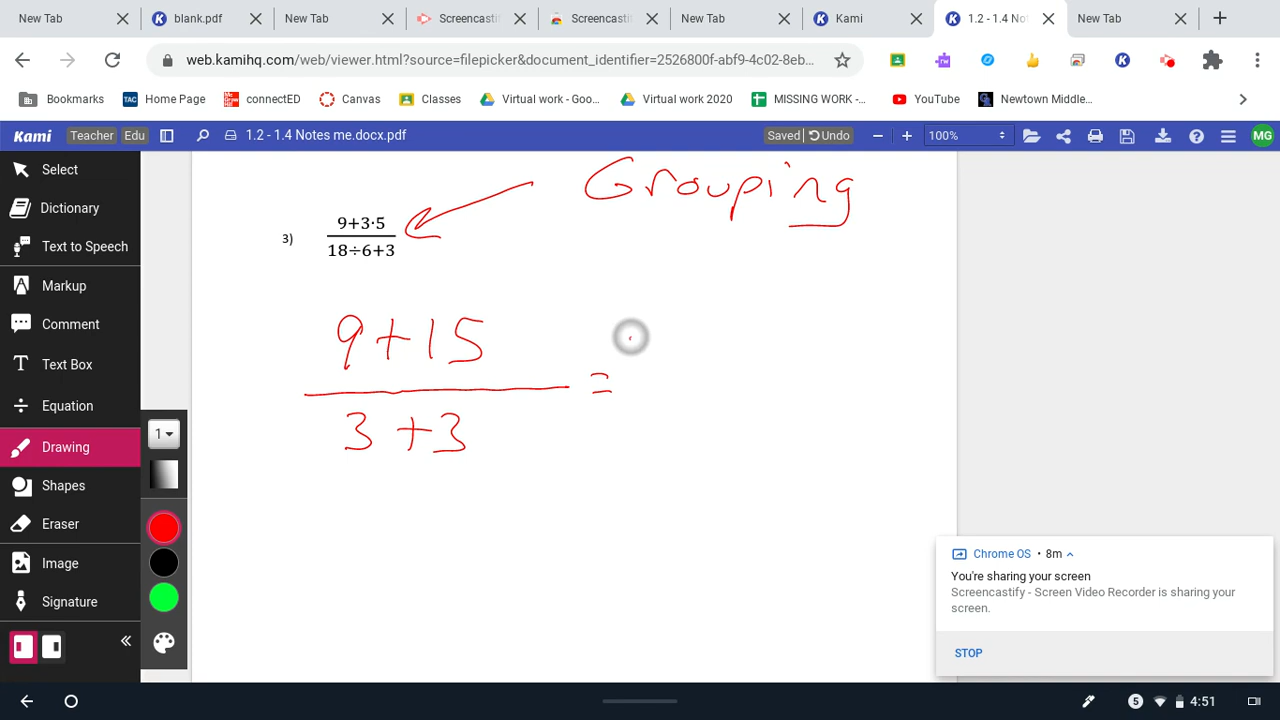 New Tab
blank.pdf
New Tab
Screencastif
Screencastif
New Tab
Kami
1.2 - 1.4 Not
New Tab
web.kamihq.com/web/viewer.html?source=filepicker&document_identifier=2526800f-abf9-4c02-8eb...
Bookmarks
Home Page
connectED
Canvas
Classes
Virtual work - Goo...
Virtual work 2020
MISSING WORK -...
YouTube
Newtown Middle...
Kami
Teacher
Edu
1.2 - 1.4 Notes me.docx.pdf
Saved
Undo
100%
MG
Select
Dictionary
Text to Speech
Markup
Comment
Text Box
Equation
Drawing
Shapes
Eraser
Image
Signature
1
Grouping
9+3·5
3)
18÷6+3
9+15
=
3+3
Chrome OS • 8m
You're sharing your screen
Screencastify - Screen Video Recorder is sharing your
screen.
STOP
5
4:51